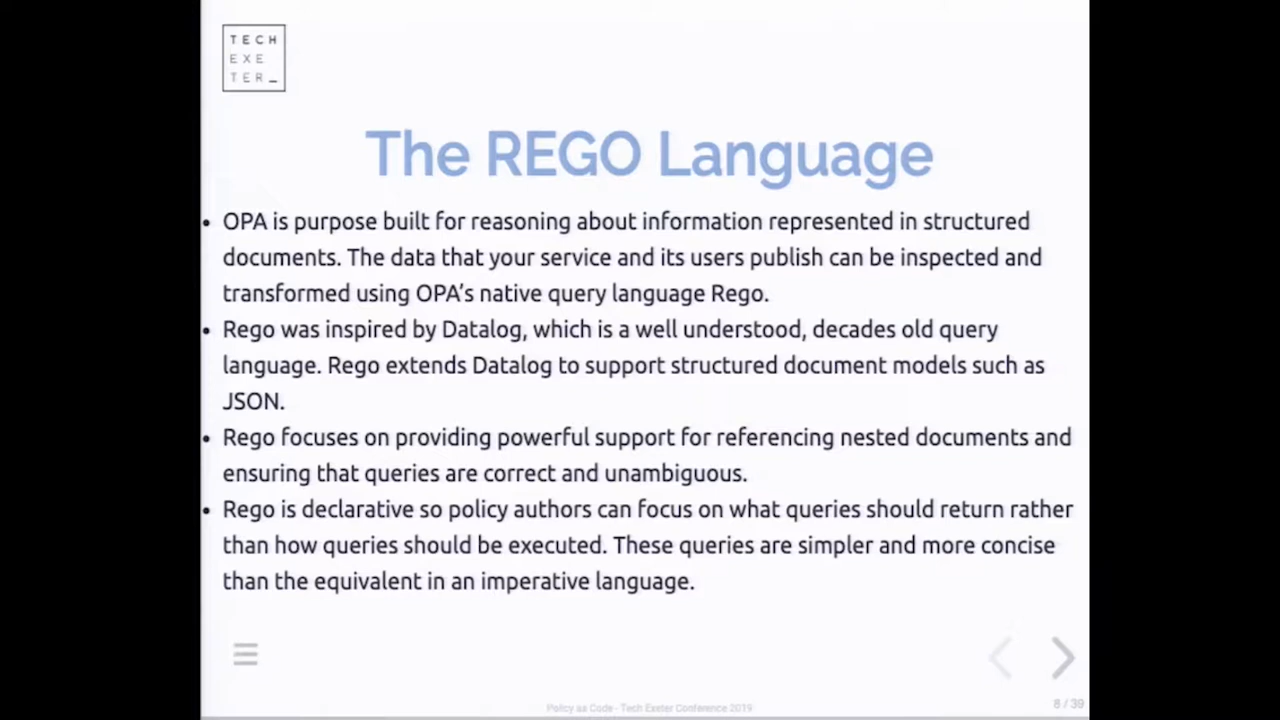 TECH
EXE
TER_
The REGO Language
• OPA is purpose built for reasoning about information represented in structured
documents. The data that your service and its users publish can be inspected and
transformed using OPA’s native query language Rego.
• Rego was inspired by Datalog, which is a well understood, decades old query
language. Rego extends Datalog to support structured document models such as
JSON.
• Rego focuses on providing powerful support for referencing nested documents and
ensuring that queries are correct and unambiguous.
• Rego is declarative so policy authors can focus on what queries should return rather
than how queries should be executed. These queries are simpler and more concise
than the equivalent in an imperative language.
8 / 39
Policy as Code - Tech Exeter Conference 2019